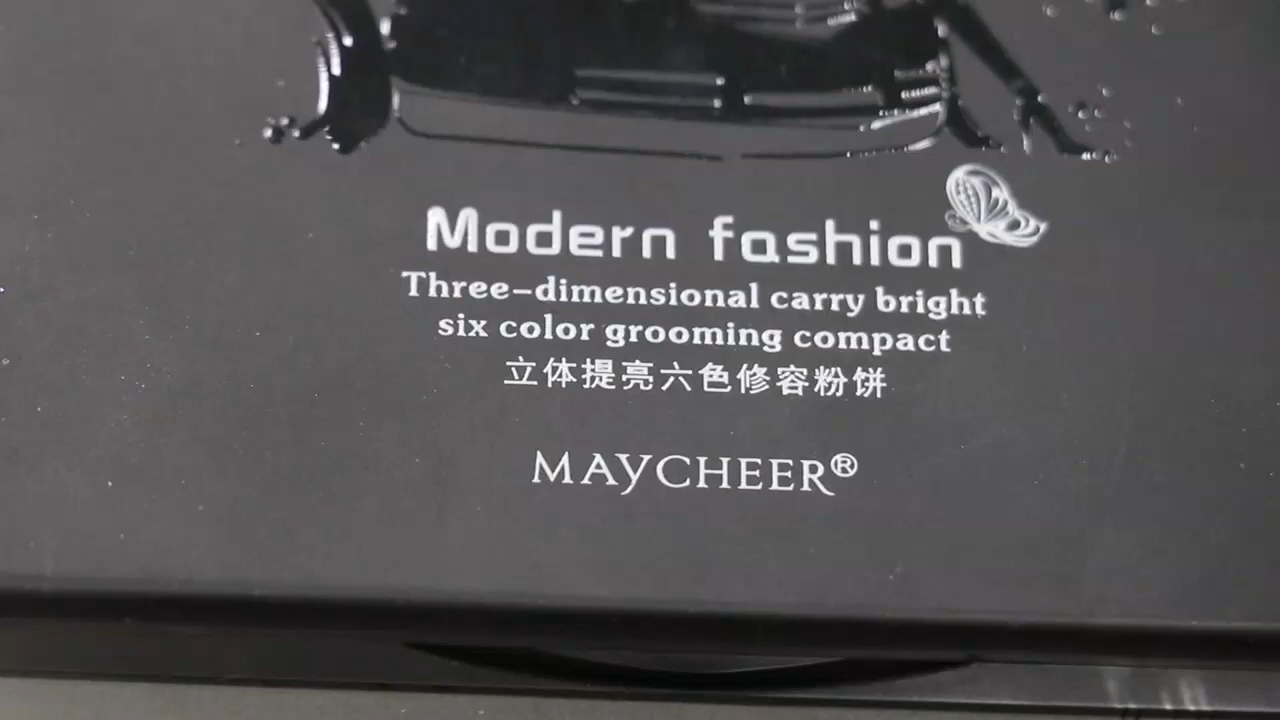 Modern fashion
Three-dimensional carry bright
six color grooming compact
立体提亮六色修容粉饼
MAYCHEER®